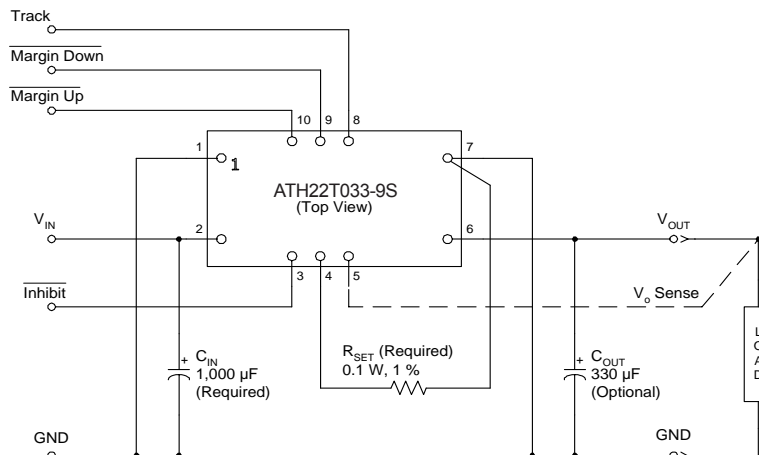 Track
Margin Down
Margin Up
10 9 8
1
7
1
ATH22T033-9S
(Top View)
VIN
2
6
VOUT
3 4 5
Inhibit
Vo Sense
CIN
1,000 µF
(Required)
RSET (Required)
0.1 W, 1 %
COUT
330 µF
(Optional)
L
O
A
D
GND
GND
+
+